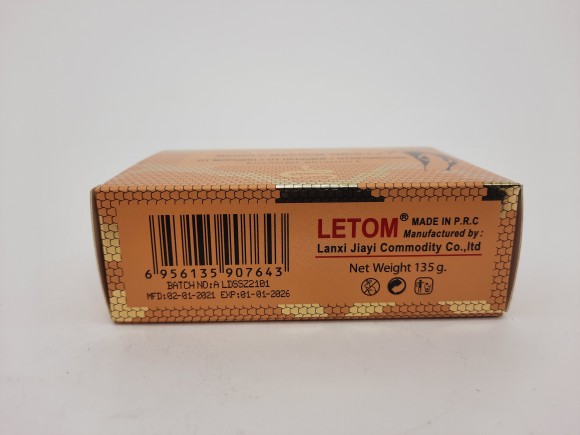 LETOM® MADE IN P.R.C
Manufactured by :
Lanxi Jiayi Commodity Co.,ltd
Net Weight 135 g.
6 956135 907643
BATCH NO:A LDSSZ2101
MFD:02-01-2021 EXP:01-01-2026